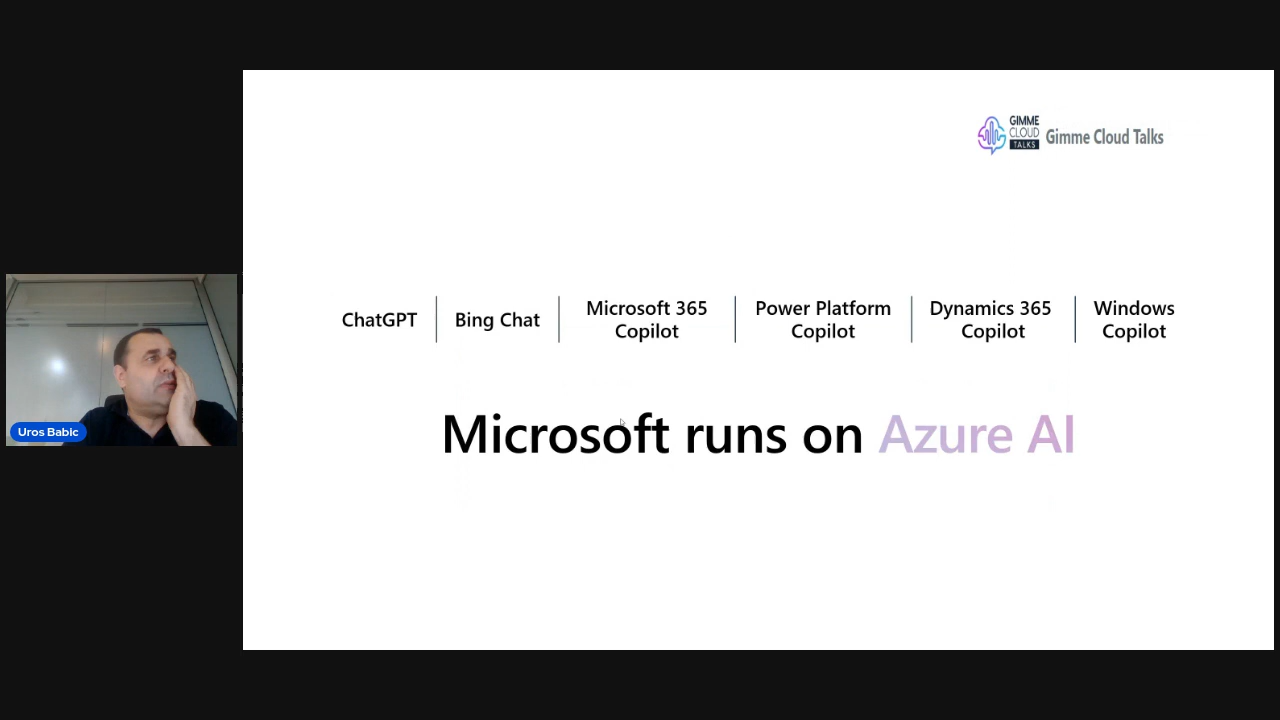 GIMME
CLOUD
TALKS
Gimme Cloud Talks
ChatGPT
Bing Chat
Microsoft 365
Copilot
Power Platform
Copilot
Dynamics 365
Copilot
Windows
Copilot
Microsoft runs on Azure AI
Uros Babic